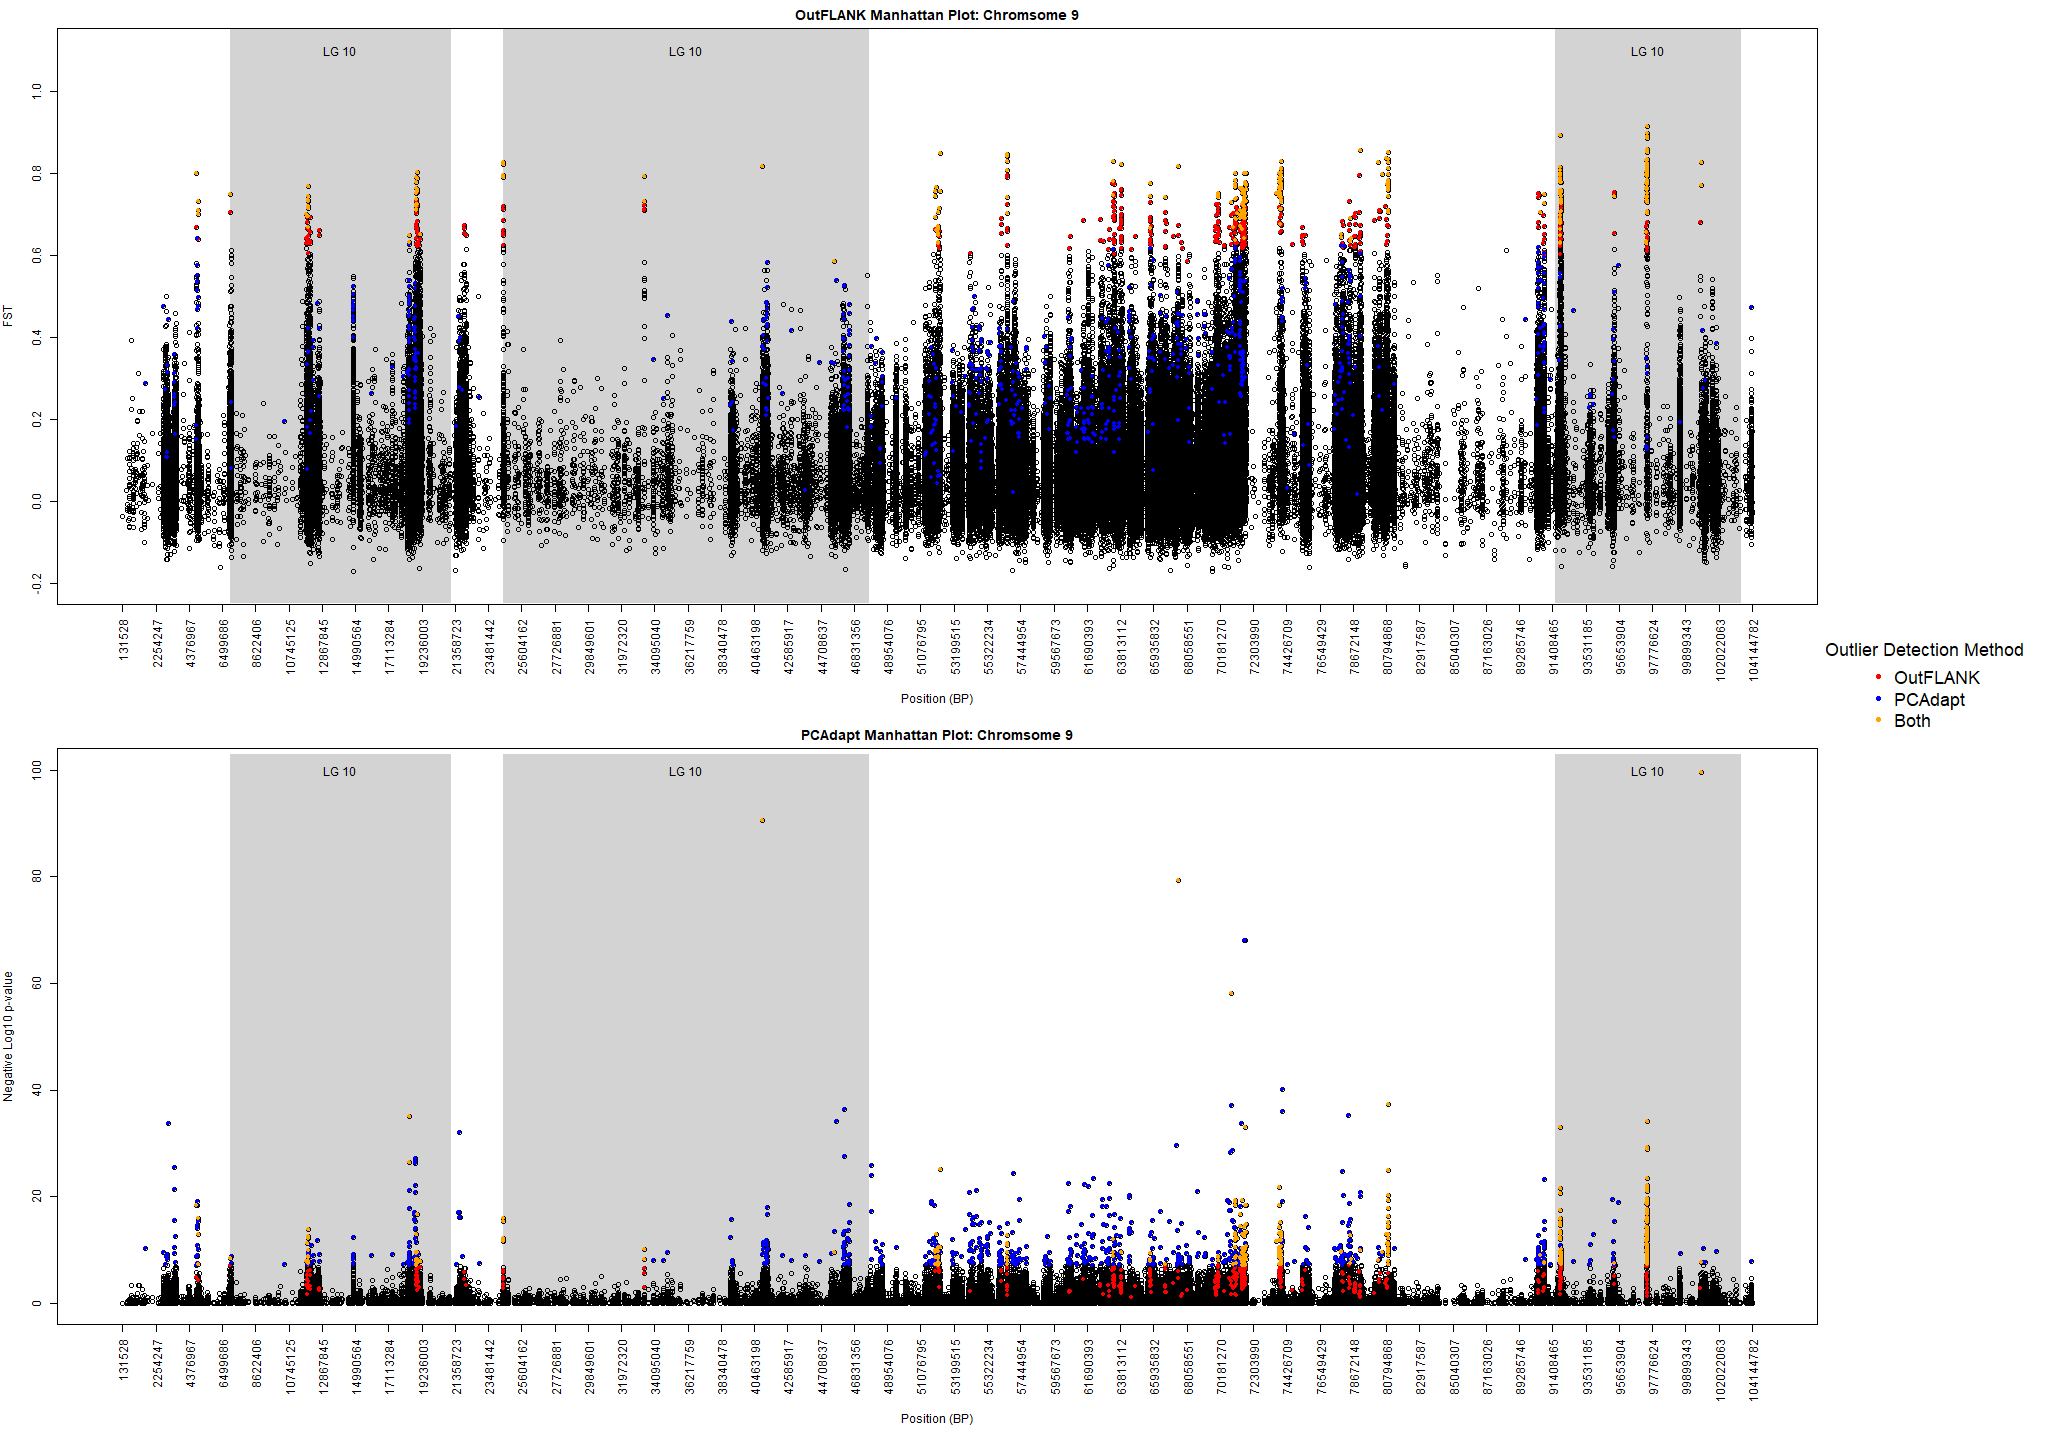 OutFLANK Manhattan Plot: Chromsome 9
LG 10
LG 10
LG 10
FST
1.0
0.8
0.6
0.4
0.2
0.0
-0.2
131528 2254247 4376967 6499686 8622406 10745125 12867845 14990564 17113284 19236003 21358723 23481442 25604162 27726881 29849601 31972320 34095040 36217759 38340478 40463198 42585917 44708637 46831356 48954076 51076795 53199515 55322234 57444954 59567673 61690393 63813112 65935832 68058551 70181270 72303990 74426709 76549429 78672148 80794868 82917587 85040307 87163026 89285746 91408465 93531185 95653904 97776624 99899343 102022063 104144782
Position (BP)
Outlier Detection Method
OutFLANK
PCAdapt
Both
PCAdapt Manhattan Plot: Chromsome 9
LG 10
LG 10
LG 10
Negative Log10 p-value
100
80
60
40
20
0
131528 2254247 4376967 6499686 8622406 10745125 12867845 14990564 17113284 19236003 21358723 23481442 25604162 27726881 29849601 31972320 34095040 36217759 38340478 40463198 42585917 44708637 46831356 48954076 51076795 53199515 55322234 57444954 59567673 61690393 63813112 65935832 68058551 70181270 72303990 74426709 76549429 78672148 80794868 82917587 85040307 87163026 89285746 91408465 93531185 95653904 97776624 99899343 102022063 104144782
Position (BP)